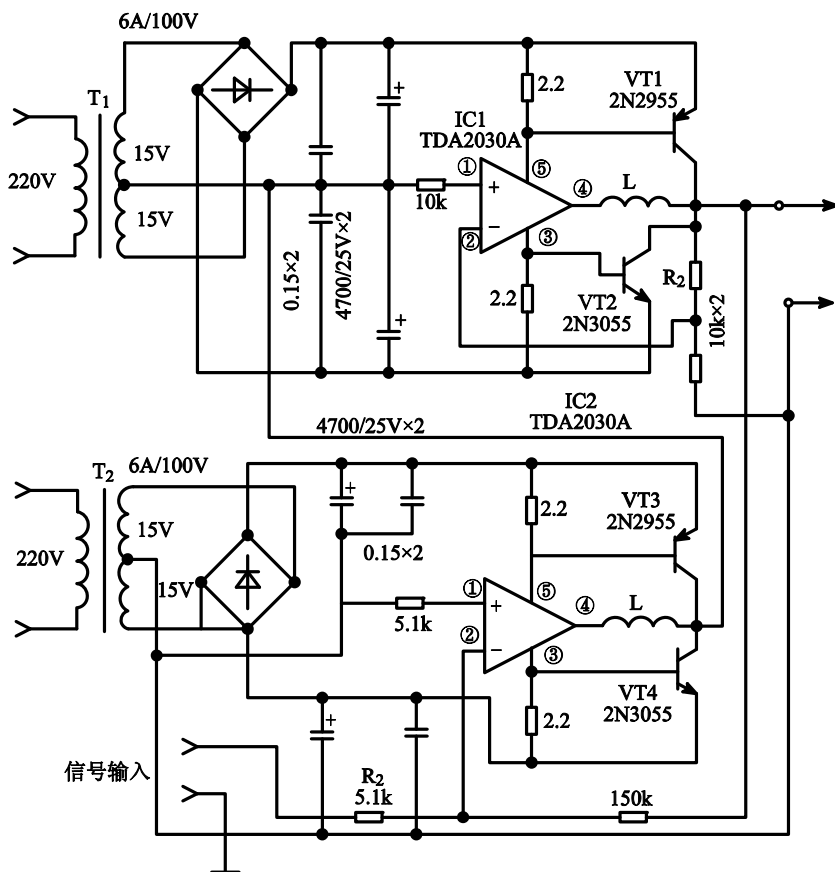 6A/100V
T1
220V
15V
15V
0.15×2
4700/25V×2
10k
IC1
TDA2030A
①
+
②
−
⑤
④
③
2.2
2.2
L
VT1
2N2955
VT2
2N3055
R2
10k×2
+
+
IC2
TDA2030A
4700/25V×2
6A/100V
T2
220V
15V
15V
+
0.15×2
5.1k
①
+
②
−
⑤
④
③
2.2
2.2
L
VT3
2N2955
VT4
2N3055
+
信号输入
R2
5.1k
150k